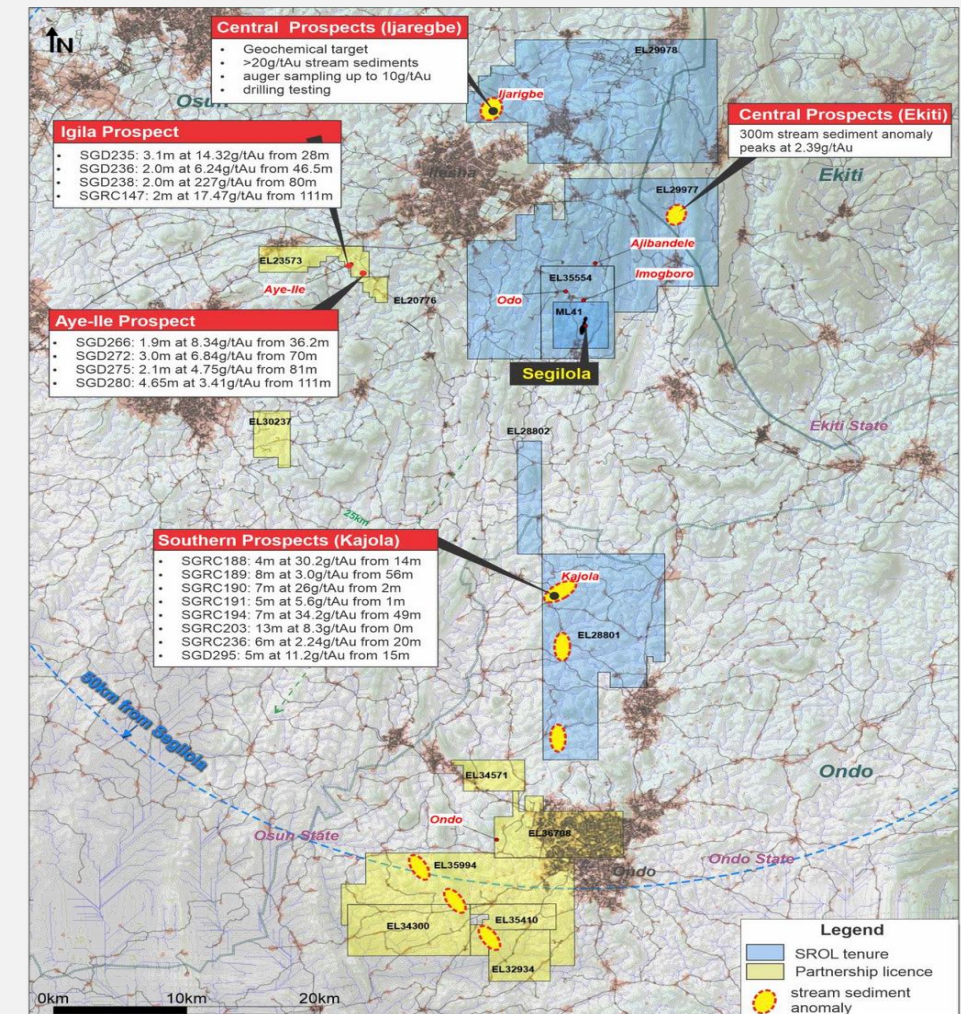 N
Central Prospects (Ijaregbe)
• Geochemical target
• >20g/tAu stream sediments
• auger sampling up to 10g/tAu
• drilling testing
EL29978
Osun
Ijarigbe
Central Prospects (Ekiti)
300m stream sediment anomaly
peaks at 2.39g/tAu
Igila Prospect
• SGD235: 3.1m at 14.32g/tAu from 28m
• SGD236: 2.0m at 6.24g/tAu from 46.5m
• SGD238: 2.0m at 227g/tAu from 80m
• SGRC147: 2m at 17.47g/tAu from 111m
Ilesha
Ekiti
EL29977
Ajibandele
EL23573
EL35554
Imogboro
Aye-Ile
EL20776
Odo
ML41
Aye-Ile Prospect
• SGD266: 1.9m at 8.34g/tAu from 36.2m
• SGD272: 3.0m at 6.84g/tAu from 70m
• SGD275: 2.1m at 4.75g/tAu from 81m
• SGD280: 4.65m at 3.41g/tAu from 111m
Segilola
EL30237
EL28802
Ekiti State
25km
Southern Prospects (Kajola)
• SGRC188: 4m at 30.2g/tAu from 14m
• SGRC189: 8m at 3.0g/tAu from 56m
• SGRC190: 7m at 26g/tAu from 2m
• SGRC191: 5m at 5.6g/tAu from 1m
• SGRC194: 7m at 34.2g/tAu from 49m
• SGRC203: 13m at 8.3g/tAu from 0m
• SGRC236: 6m at 2.24g/tAu from 20m
• SGD295: 5m at 11.2g/tAu from 15m
Kajola
EL28801
50km from Segilola
EL34571
Ondo
Ondo
EL36788
Osun State
Ondo State
EL35994
Ondo
EL34300
EL35410
EL32934
Legend
SROL tenure
Partnership licence
stream sediment
anomaly
0km 10km 20km